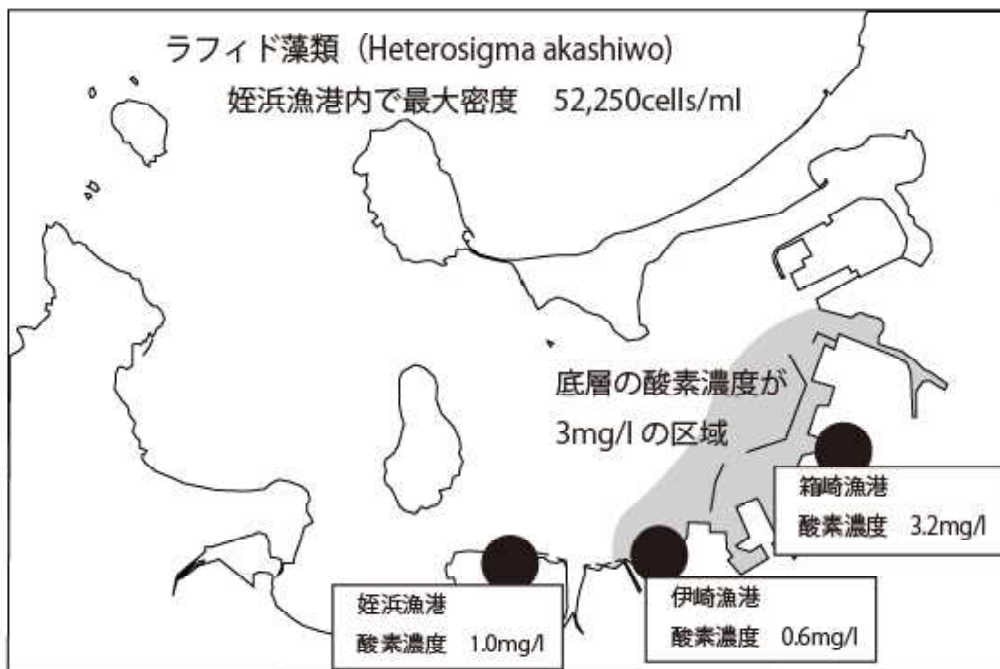 ラフィド藻類（Heterosigma akashiwo）
姪浜漁港内で最大密度　52,250cells/ml
底層の酸素濃度が
3mg/l の区域
箱崎漁港
酸素濃度　3.2mg/l
姪浜漁港
酸素濃度　1.0mg/l
伊崎漁港
酸素濃度　0.6mg/l